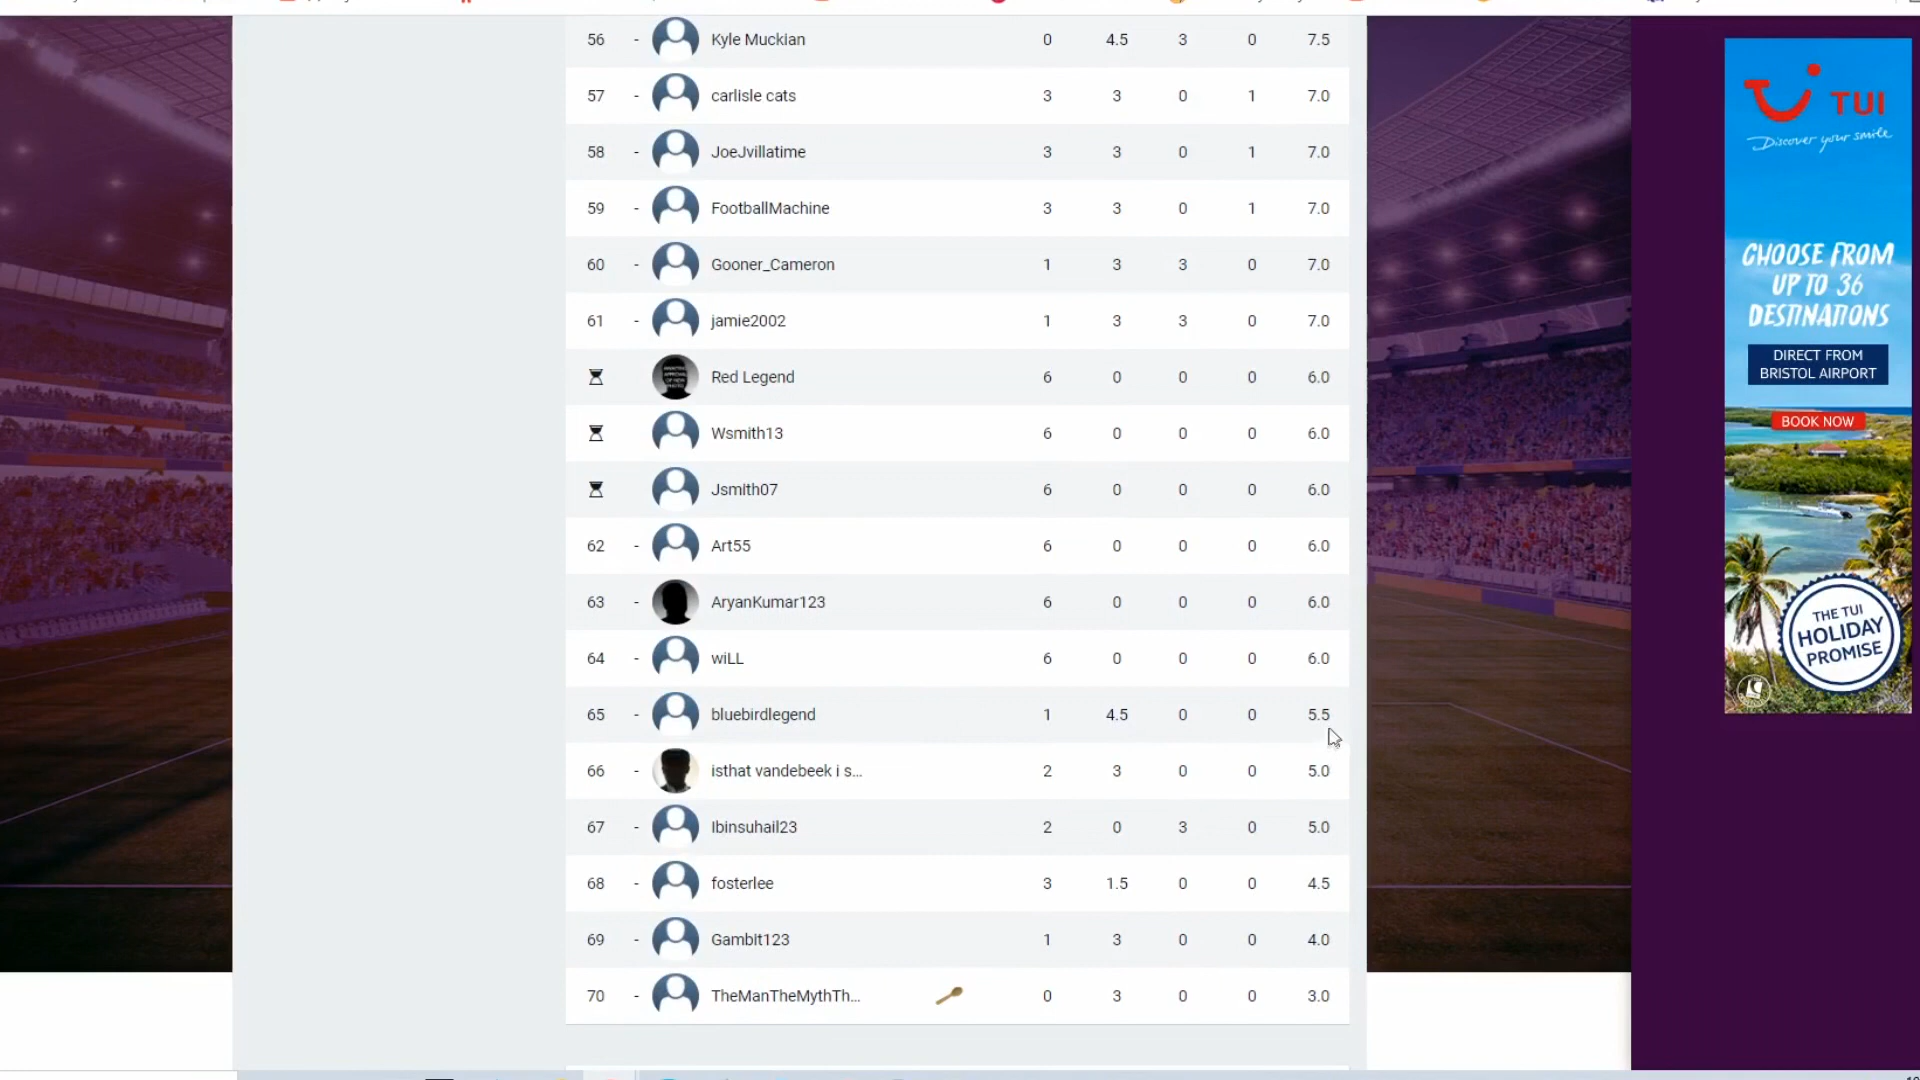 56 - Kyle Muckian 0 4.5 3 0 7.5
57 - carlisle cats 3 3 0 1 7.0
58 - JoeJvillatime 3 3 0 1 7.0
59 - FootballMachine 3 3 0 1 7.0
60 - Gooner_Cameron 1 3 3 0 7.0
61 - jamie2002 1 3 3 0 7.0
Red Legend 6 0 0 0 6.0
Wsmith13 6 0 0 0 6.0
Jsmith07 6 0 0 0 6.0
62 - Art55 6 0 0 0 6.0
63 - AryanKumar123 6 0 0 0 6.0
64 - wiLL 6 0 0 0 6.0
65 - bluebirdlegend 1 4.5 0 0 5.5
66 - isthat vandebeek i s... 2 3 0 0 5.0
67 - Ibinsuhail23 2 0 3 0 5.0
68 - fosterlee 3 1.5 0 0 4.5
69 - Gambit123 1 3 0 0 4.0
70 - TheManTheMythTh... 0 3 0 0 3.0
TUI
Discover your smile
CHOOSE FROM
UP TO 36
DESTINATIONS
DIRECT FROM
BRISTOL AIRPORT
BOOK NOW
THE TUI
HOLIDAY
PROMISE